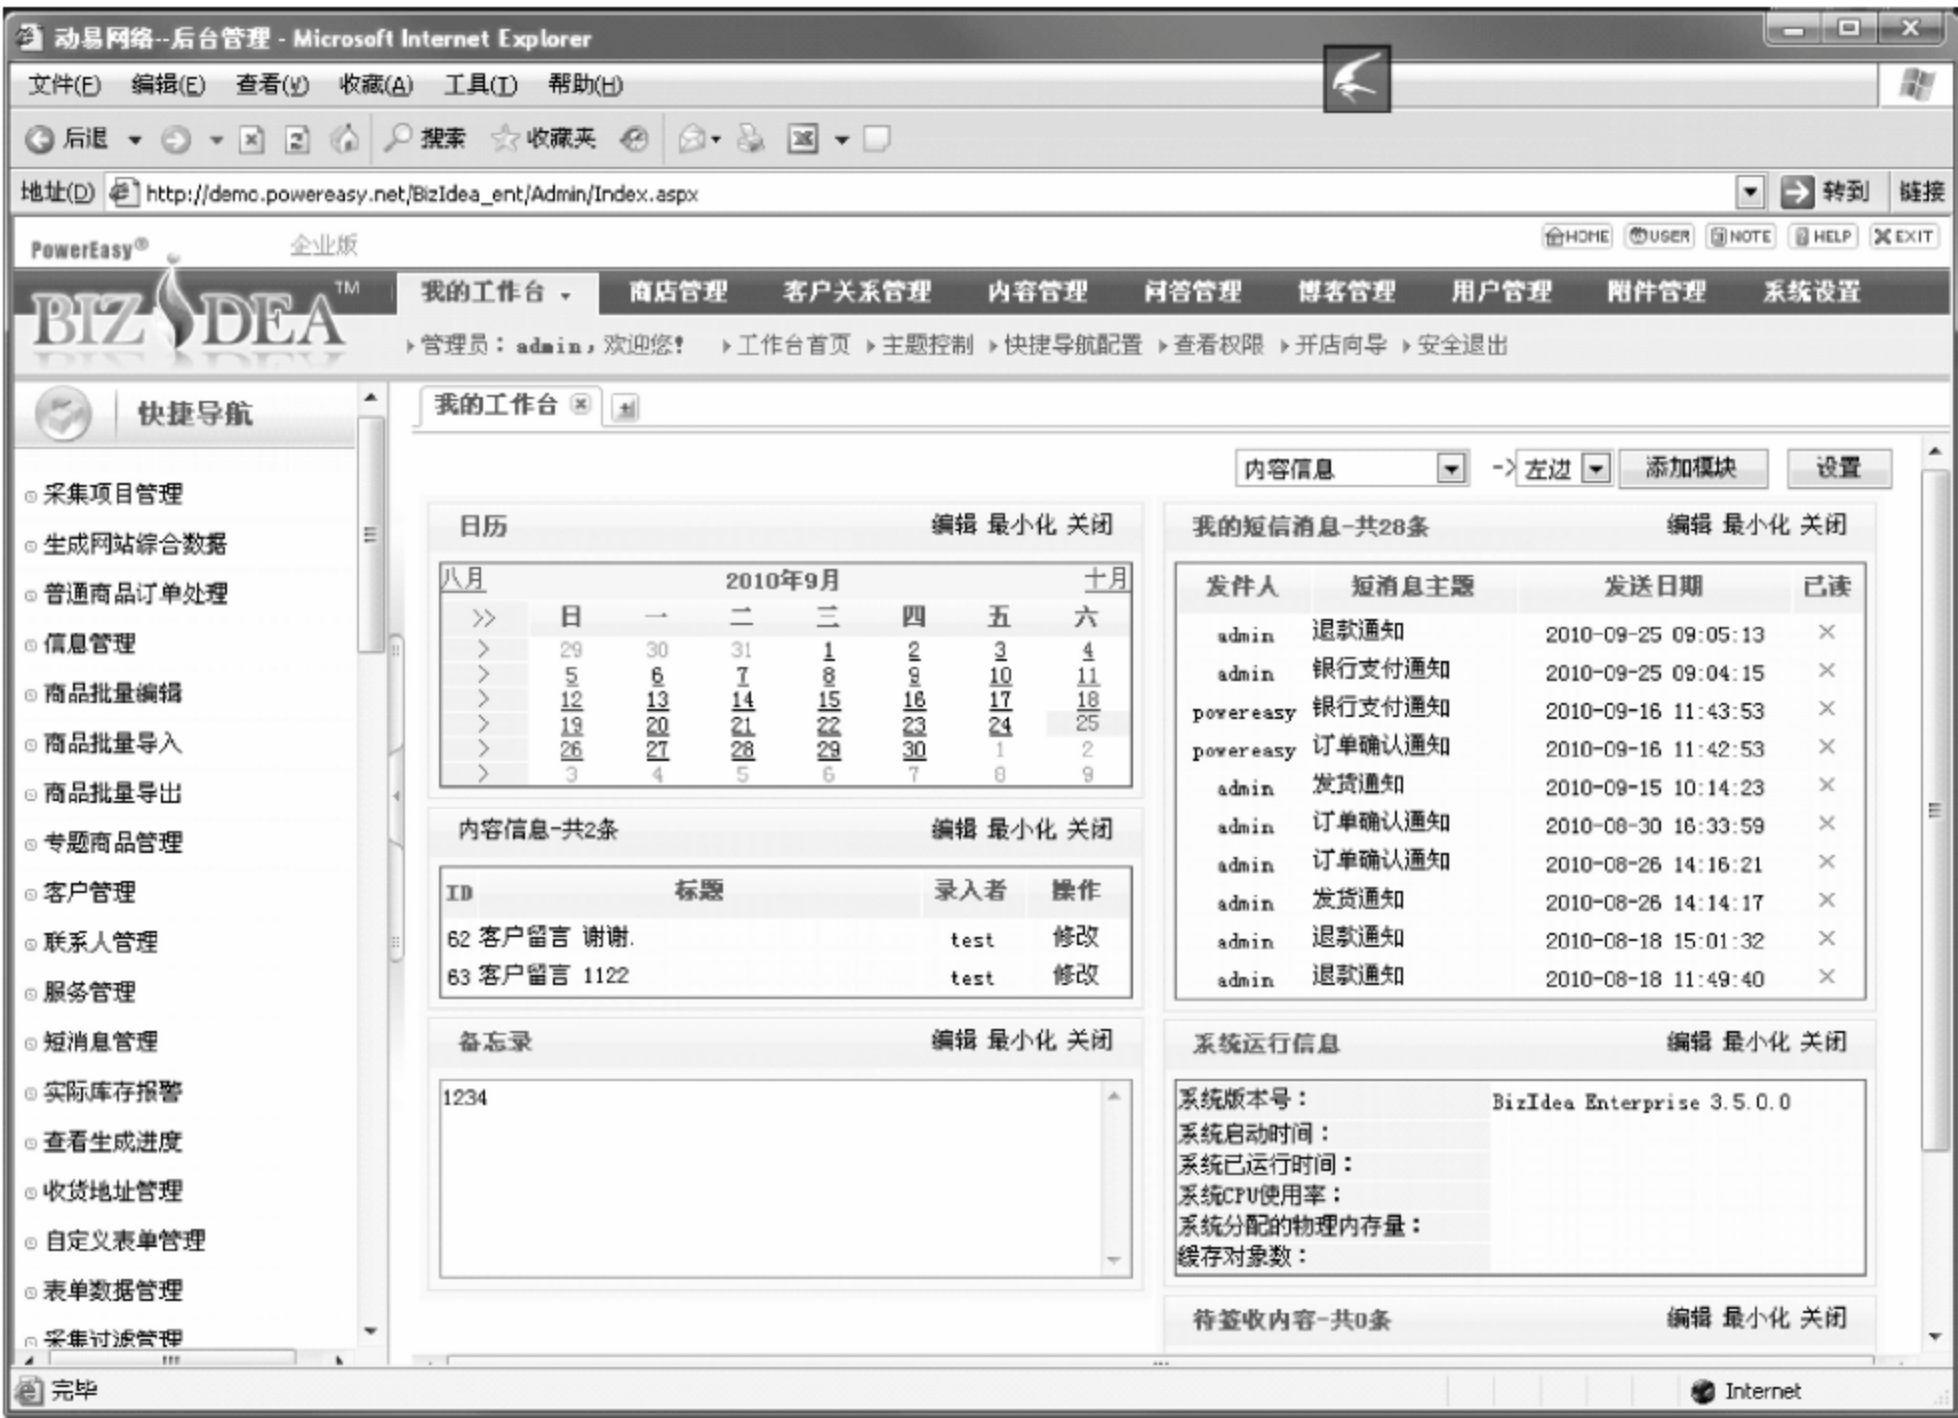 动易网络--后台管理 - Microsoft Internet Explorer
文件(F) 编辑(E) 查看(V) 收藏(A) 工具(T) 帮助(H)
后退 搜索 收藏夹
地址(D) http://demo.powereasy.net/BizIdea_ent/Admin/Index.aspx 转到 链接
PowerEasy® 企业版 HOME USER NOTE HELP EXIT
BIZIDEA™
我的工作台 商店管理 客户关系管理 内容管理 问答管理 博客管理 用户管理 附件管理 系统设置
管理员：admin，欢迎您! 工作台首页 主题控制 快捷导航配置 查看权限 开店向导 安全退出
快捷导航
采集项目管理
生成网站综合数据
普通商品订单处理
信息管理
商品批量编辑
商品批量导入
商品批量导出
专题商品管理
客户管理
联系人管理
服务管理
短消息管理
实际库存报警
查看生成进度
收货地址管理
自定义表单管理
表单数据管理
采集过滤管理
我的工作台
内容信息 -> 左边 添加模块 设置
日历 编辑 最小化 关闭
八月 2010年9月 十月
>> 日 一 二 三 四 五 六
> 29 30 31 1 2 3 4
> 5 6 7 8 9 10 11
> 12 13 14 15 16 17 18
> 19 20 21 22 23 24 25
> 26 27 28 29 30 1 2
> 3 4 5 6 7 8 9
内容信息-共2条 编辑 最小化 关闭
ID 标题 录入者 操作
62 客户留言 谢谢. test 修改
63 客户留言 1122 test 修改
备忘录 编辑 最小化 关闭
1234
我的短信消息-共28条 编辑 最小化 关闭
发件人 短消息主题 发送日期 已读
admin 退款通知 2010-09-25 09:05:13 ×
admin 银行支付通知 2010-09-25 09:04:15 ×
powereasy 银行支付通知 2010-09-16 11:43:53 ×
powereasy 订单确认通知 2010-09-16 11:42:53 ×
admin 发货通知 2010-09-15 10:14:23 ×
admin 订单确认通知 2010-08-30 16:33:59 ×
admin 订单确认通知 2010-08-26 14:16:21 ×
admin 发货通知 2010-08-26 14:14:17 ×
admin 退款通知 2010-08-18 15:01:32 ×
admin 退款通知 2010-08-18 11:49:40 ×
系统运行信息 编辑 最小化 关闭
系统版本号： BizIdea Enterprise 3.5.0.0
系统启动时间：
系统已运行时间：
系统CPU使用率：
系统分配的物理内存量：
缓存对象数：
待签收内容-共0条 编辑 最小化 关闭
完毕 Internet